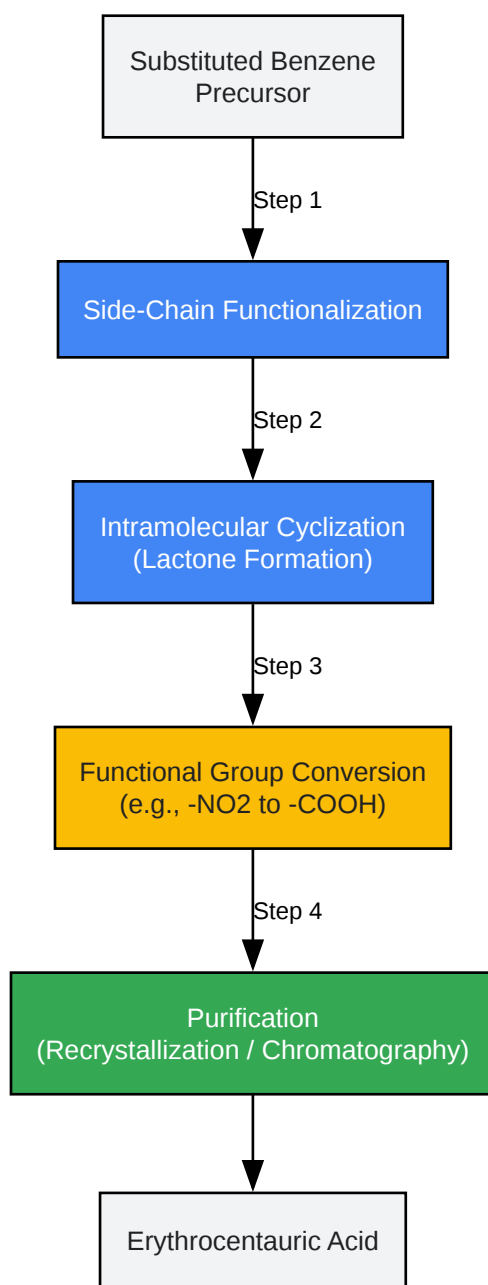 Substituted Benzene
Precursor
Step 1
Side-Chain Functionalization
Step 2
Intramolecular Cyclization
(Lactone Formation)
Step 3
Functional Group Conversion
(e.g., -NO2 to -COOH)
Step 4
Purification
(Recrystallization / Chromatography)
Erythrocentauric Acid